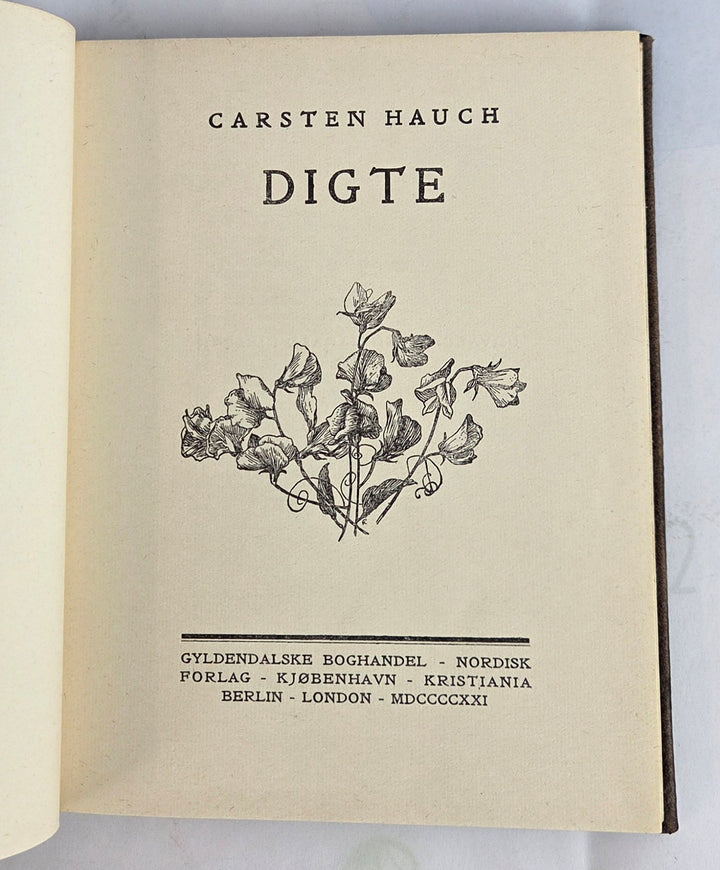 CARSTEN HAUCH
DIGTE
GYLDENDALSKE BOGHANDEL - NORDISK
FORLAG - KJØBENHAVN - KRISTIANIA
BERLIN - LONDON - MDCCCCXXI